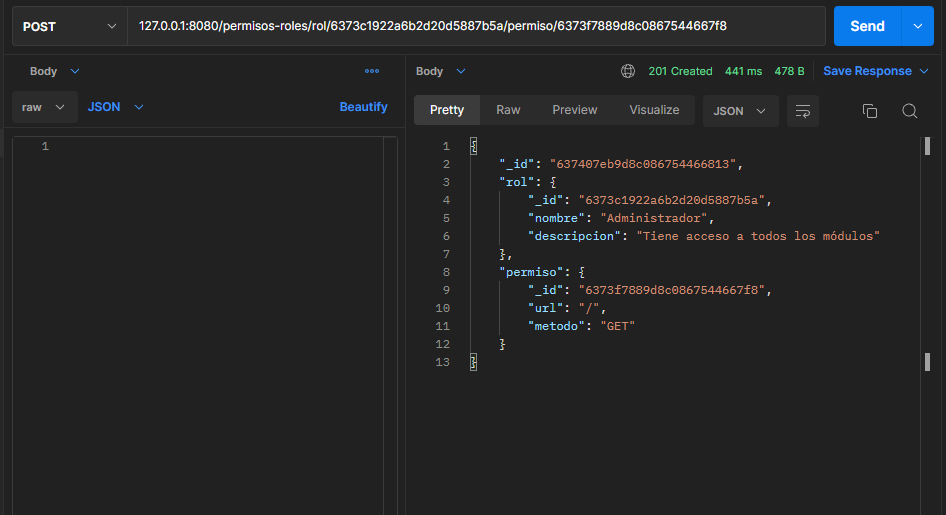 POST
127.0.0.1:8080/permisos-roles/rol/6373c1922a6b2d20d5887b5a/permiso/6373f7889d8c0867544667f8
Send
Body
Body
201 Created 441 ms 478 B Save Response
raw JSON Beautify
Pretty Raw Preview Visualize JSON
1
1 {
2 "_id": "637407eb9d8c086754466813",
3 "rol": {
4 "_id": "6373c1922a6b2d20d5887b5a",
5 "nombre": "Administrador",
6 "descripcion": "Tiene acceso a todos los módulos"
7 },
8 "permiso": {
9 "_id": "6373f7889d8c0867544667f8",
10 "url": "/",
11 "metodo": "GET"
12 }
13 }